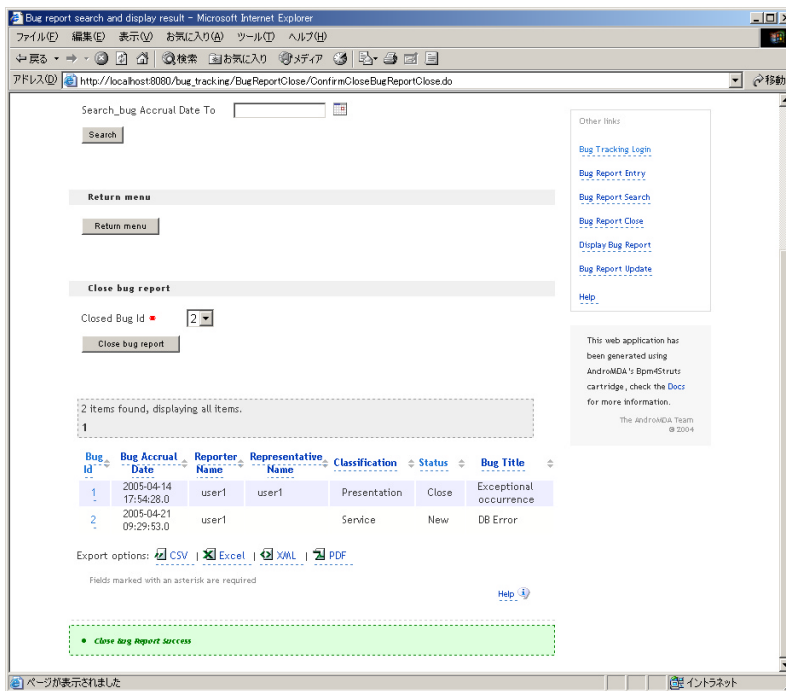 Bug report search and display result - Microsoft Internet Explorer
ファイル(F) 編集(E) 表示(V) お気に入り(A) ツール(T) ヘルプ(H)
戻る 検索 お気に入り メディア
アドレス(D) http://localhost:8080/bug_tracking/BugReportClose/ConfirmCloseBugReportClose.do 移動
Search_bug Accrual Date To
Search
Return menu
Return menu
Close bug report
Closed Bug Id 2
Close bug report
2 items found, displaying all items.
1
Bug Id Bug Accrual Date Reporter Name Representative Name Classification Status Bug Title
1 2005-04-14 17:54:28.0 user1 user1 Presentation Close Exceptional occurrence
2 2005-04-21 09:29:53.0 user1 Service New DB Error
Export options: CSV | Excel | XML | PDF
Fields marked with an asterisk are required
Help
Close Bug Report Success
Other links
Bug Tracking Login
Bug Report Entry
Bug Report Search
Bug Report Close
Display Bug Report
Bug Report Update
Help
This web application has
been generated using
AndroMDA's Bpm4Struts
cartridge, check the Docs
for more information.
The AndroMDA Team
@ 2004
ページが表示されました イントラネット